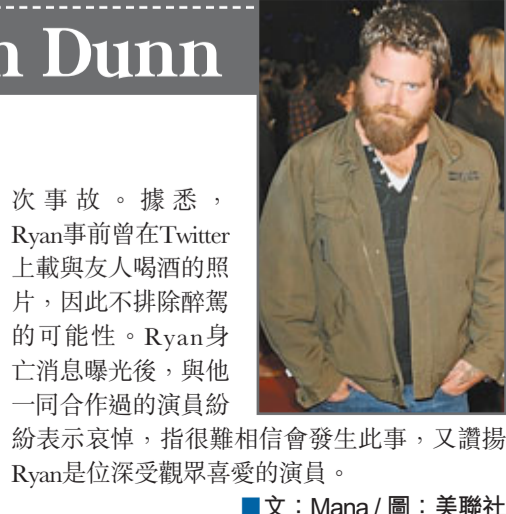 n Dunn
次事故。據悉，
Ryan事前曾在Twitter
上載與友人喝酒的照
片，因此不排除醉駕
的可能性。Ryan身
亡消息曝光後，與他
一同合作過的演員紛
紛表示哀悼，指很難相信會發生此事，又讚揚
Ryan是位深受觀眾喜愛的演員。
■文：Mana / 圖：美聯社